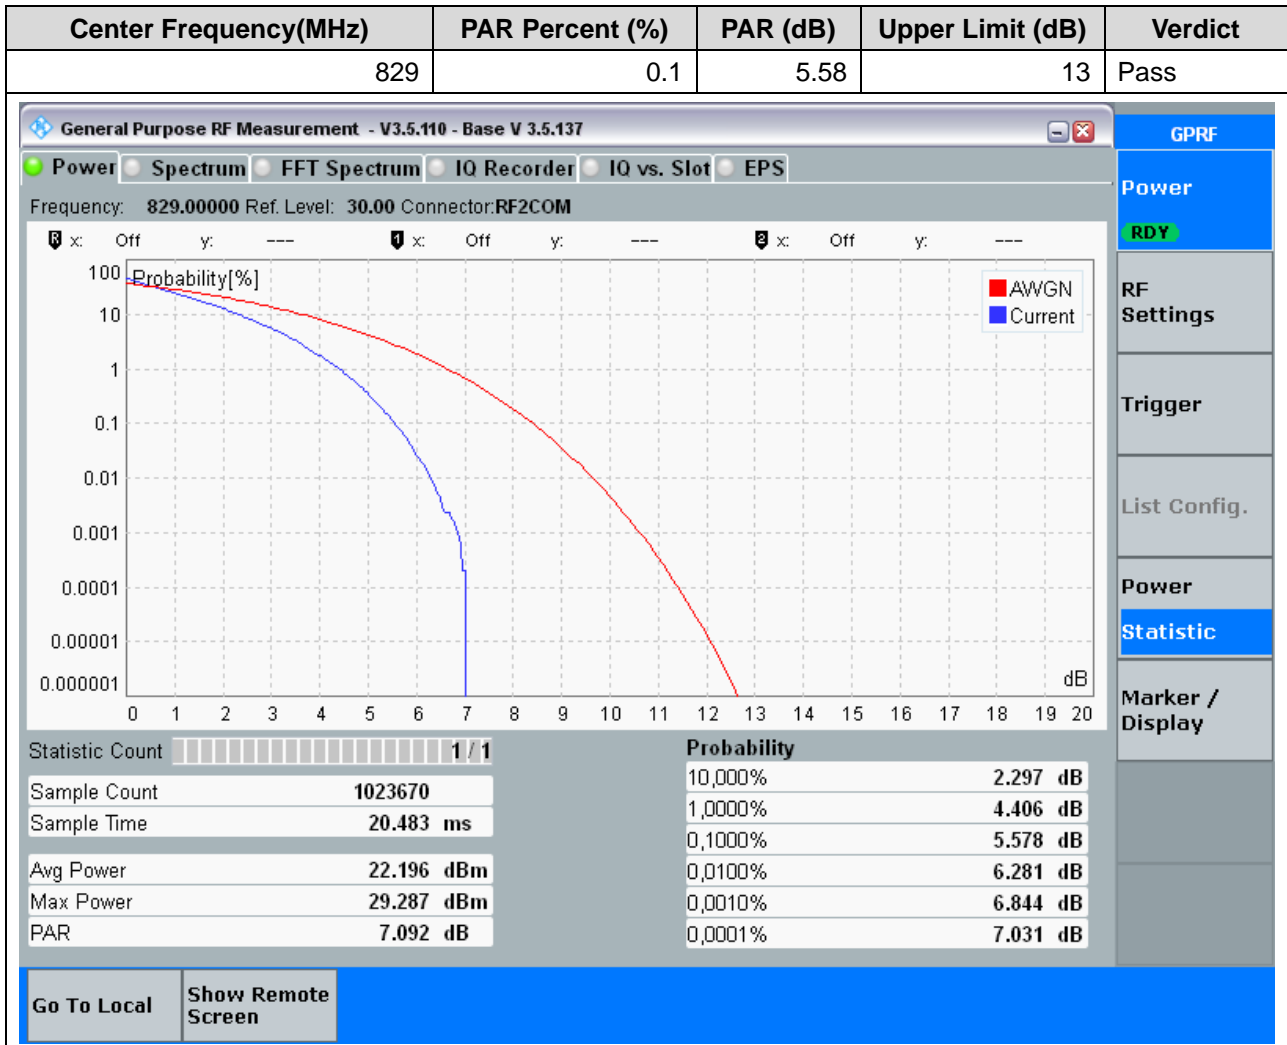 Center Frequency(MHz) PAR Percent (%) PAR (dB) Upper Limit (dB) Verdict
829 0.1 5.58 13 Pass
General Purpose RF Measurement - V3.5.110 - Base V 3.5.137
GPRF
Power Spectrum FFT Spectrum IQ Recorder IQ vs. Slot EPS
Power
RDY
Frequency: 829.00000 Ref. Level: 30.00 Connector:RF2COM
R x: Off y: --- 1 x: Off y: --- 2 x: Off y: ---
100 Probability[%]
AWGN
Current
10
1
0.1
0.01
0.001
0.0001
0.00001
0.000001
dB
0 1 2 3 4 5 6 7 8 9 10 11 12 13 14 15 16 17 18 19 20
RF
Settings
Trigger
List Config.
Power
Statistic
Marker /
Display
Statistic Count 1 / 1
Sample Count 1023670
Sample Time 20.483 ms
Avg Power 22.196 dBm
Max Power 29.287 dBm
PAR 7.092 dB
Probability
10,000% 2.297 dB
1,0000% 4.406 dB
0,1000% 5.578 dB
0,0100% 6.281 dB
0,0010% 6.844 dB
0,0001% 7.031 dB
Go To Local
Show Remote
Screen